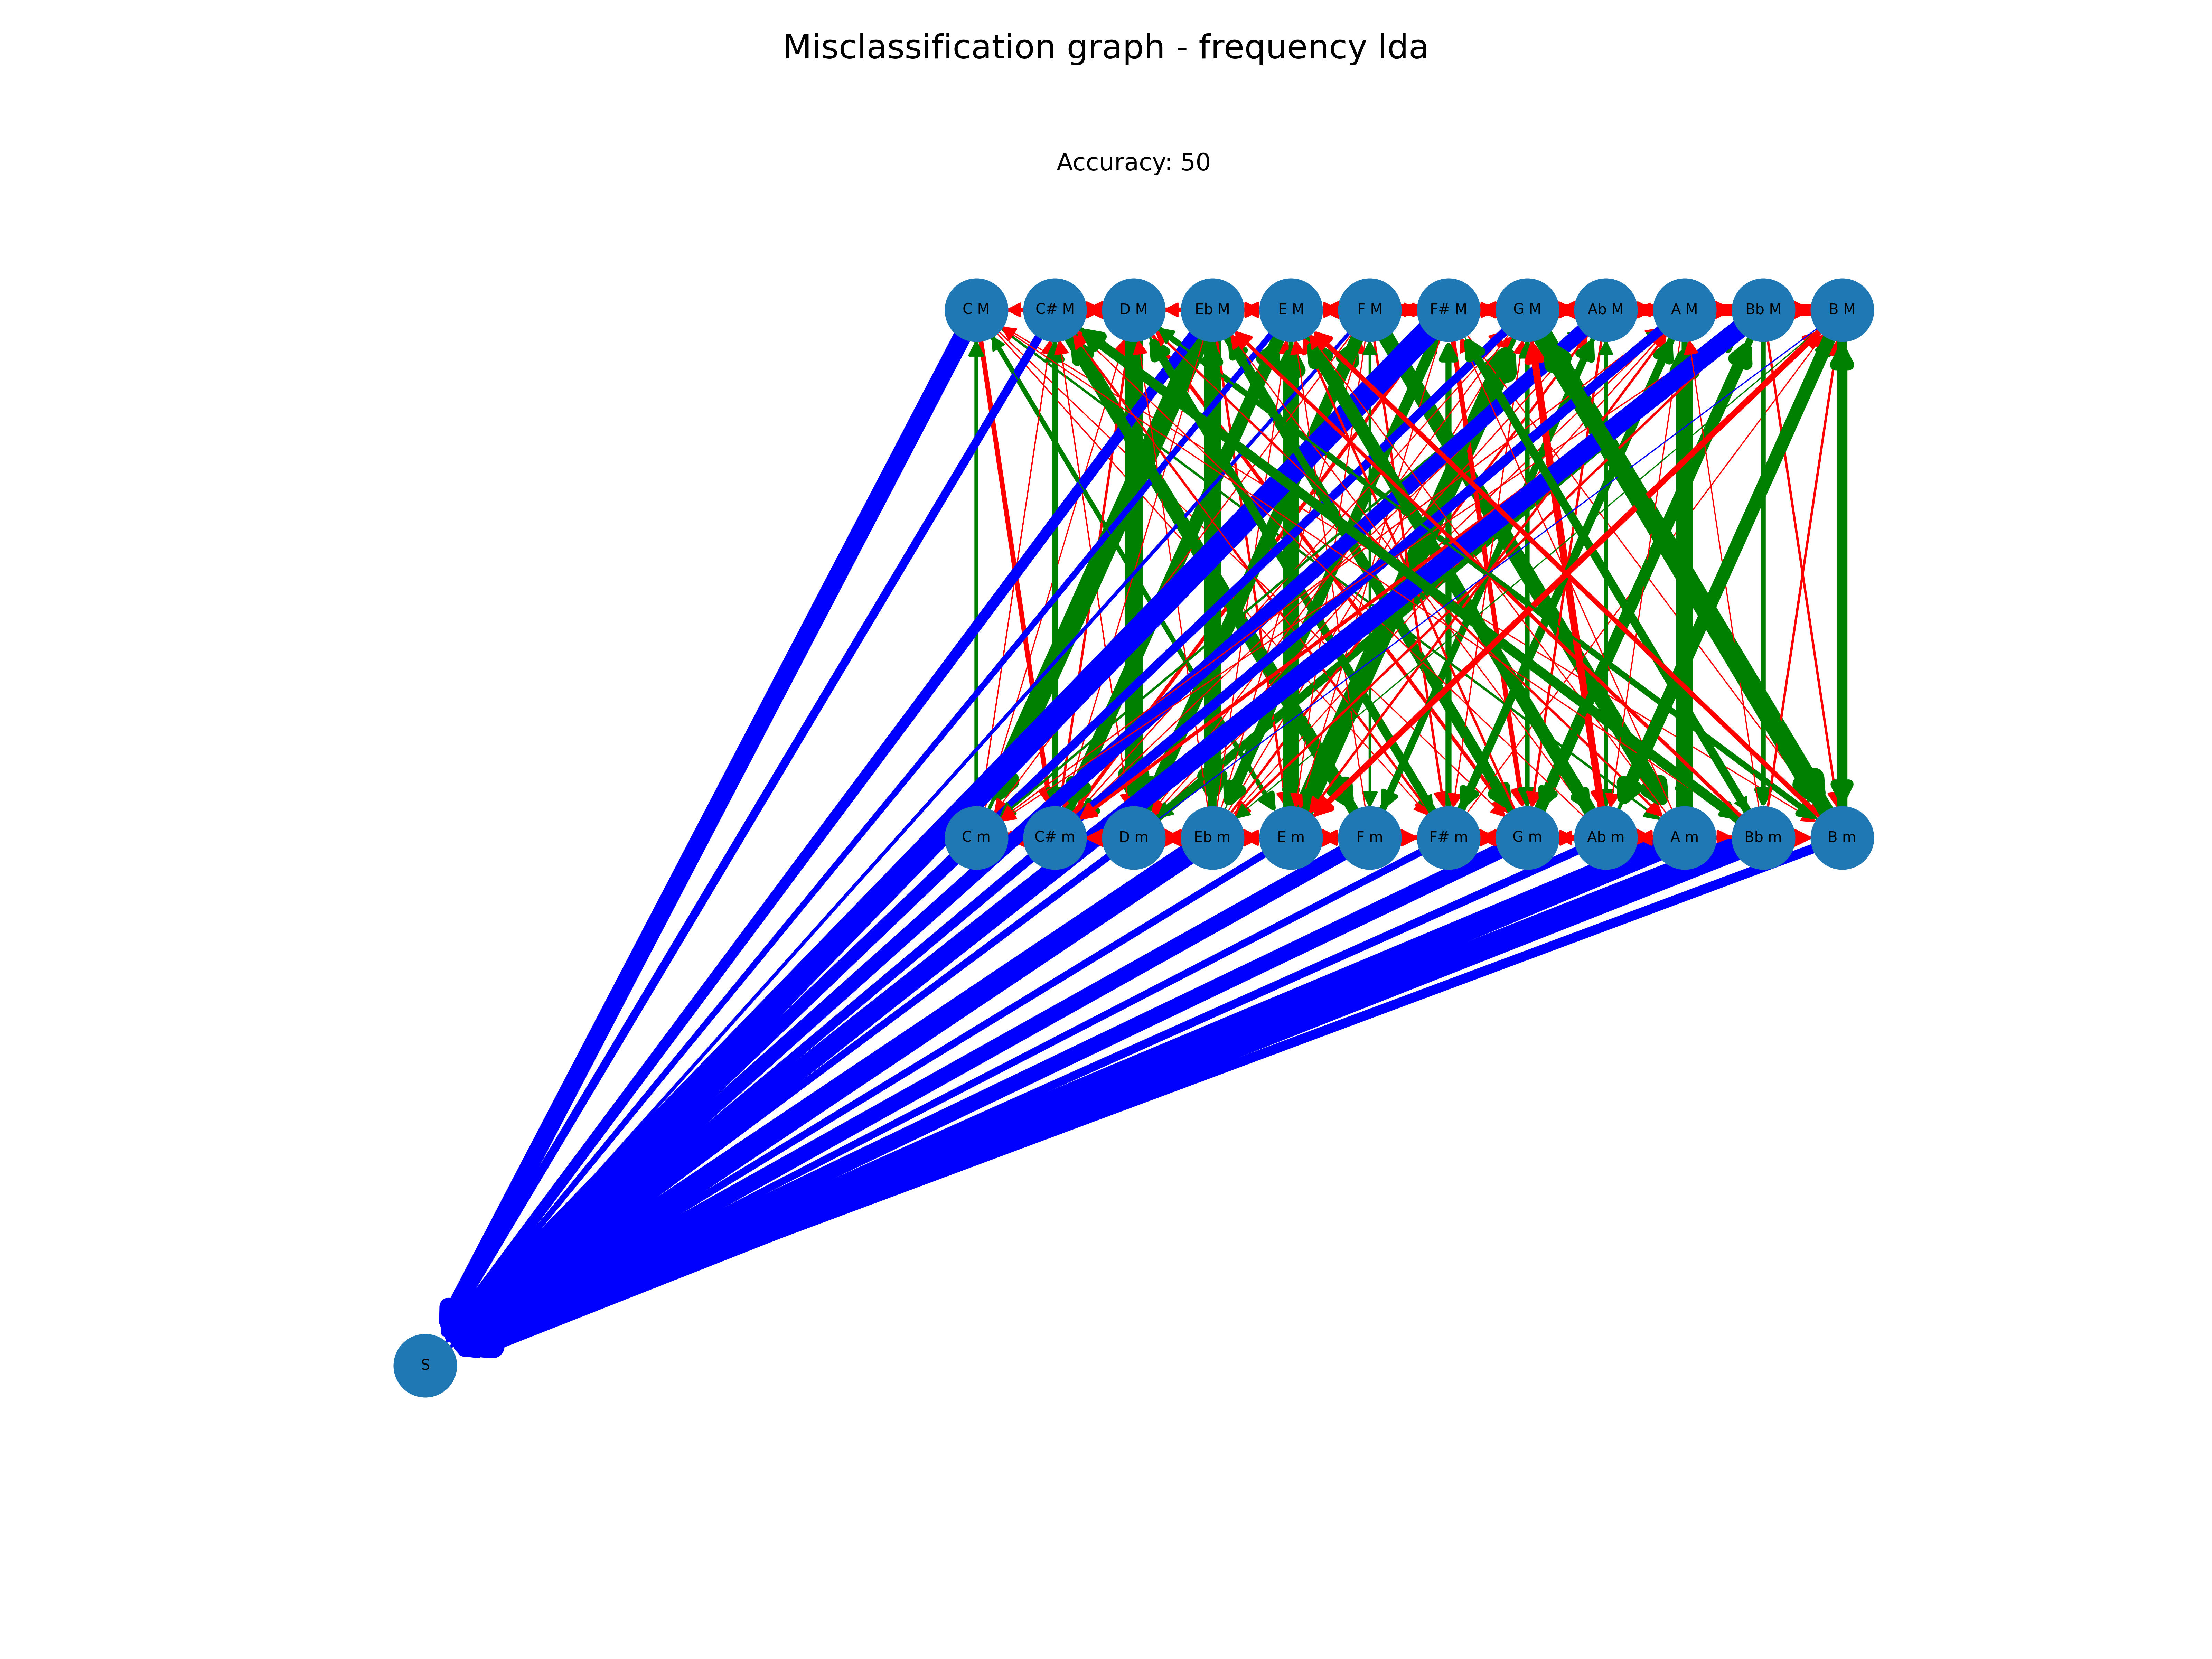 Misclassification graph - frequency lda
Accuracy: 50
C M C# M D M Eb M E M F M F# M G M Ab M A M Bb M B M
C m C# m D m Eb m E m F m F# m G m Ab m A m Bb m B m
S